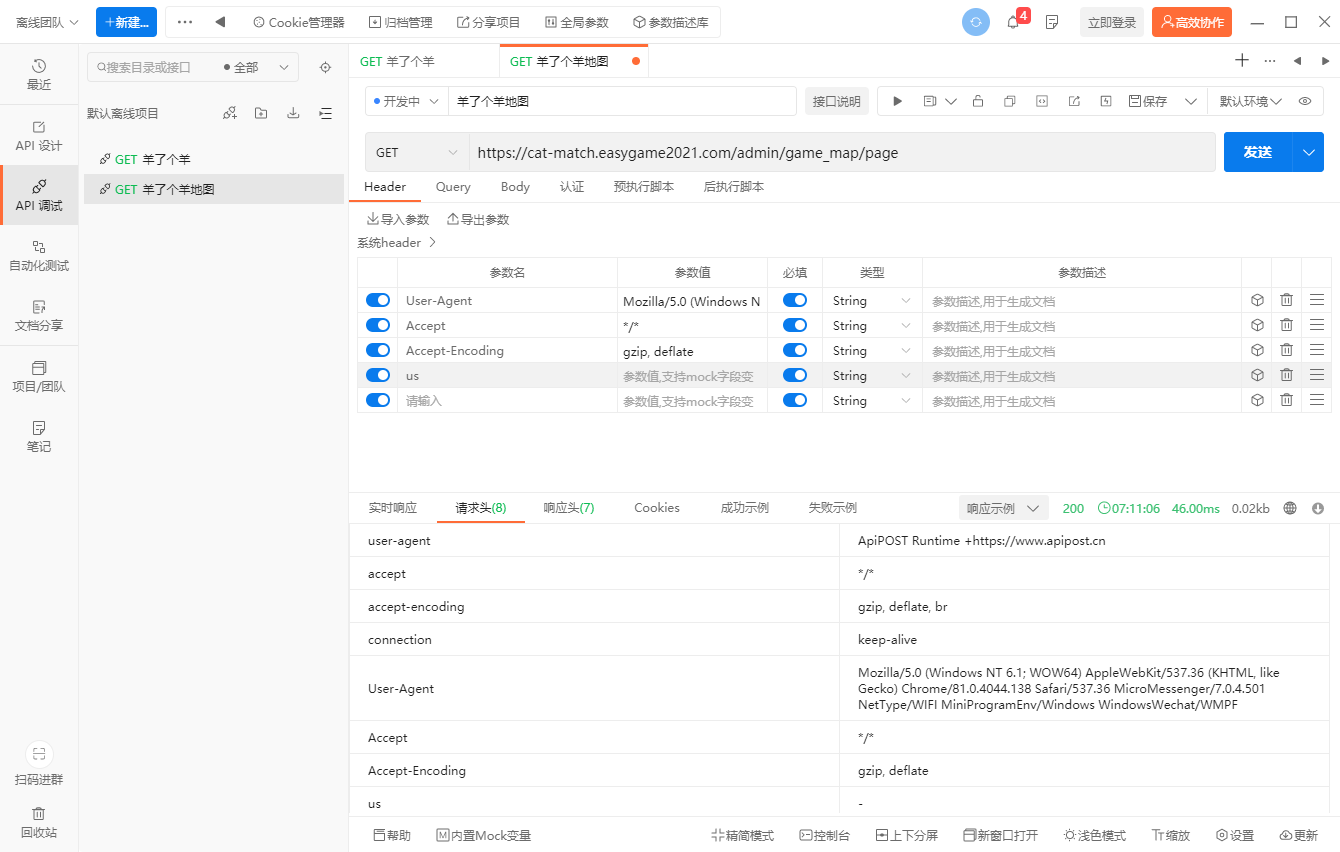 离线团队
+新建...
Cookie管理器
归档管理
分享项目
全局参数
参数描述库
4
立即登录
高效协作
最近
API 设计
API 调试
自动化测试
文档分享
项目/团队
笔记
扫码进群
回收站
搜索目录或接口
全部
默认离线项目
GET 羊了个羊
GET 羊了个羊地图
GET 羊了个羊
GET 羊了个羊地图
开发中
羊了个羊地图
接口说明
保存
默认环境
GET
https://cat-match.easygame2021.com/admin/game_map/page
发送
Header Query Body 认证 预执行脚本 后执行脚本
导入参数 导出参数
系统header
参数名 参数值 必填 类型 参数描述
User-Agent Mozilla/5.0 (Windows N String 参数描述,用于生成文档
Accept */* String 参数描述,用于生成文档
Accept-Encoding gzip, deflate String 参数描述,用于生成文档
us 参数值,支持mock字段变 String 参数描述,用于生成文档
请输入 参数值,支持mock字段变 String 参数描述,用于生成文档
实时响应 请求头(8) 响应头(7) Cookies 成功示例 失败示例 响应示例 200 07:11:06 46.00ms 0.02kb
user-agent ApiPOST Runtime +https://www.apipost.cn
accept */*
accept-encoding gzip, deflate, br
connection keep-alive
User-Agent Mozilla/5.0 (Windows NT 6.1; WOW64) AppleWebKit/537.36 (KHTML, like
Gecko) Chrome/81.0.4044.138 Safari/537.36 MicroMessenger/7.0.4.501
NetType/WIFI MiniProgramEnv/Windows WindowsWechat/WMPF
Accept */*
Accept-Encoding gzip, deflate
us -
帮助 内置Mock变量 精简模式 控制台 上下分屏 新窗口打开 浅色模式 Tr缩放 设置 更新